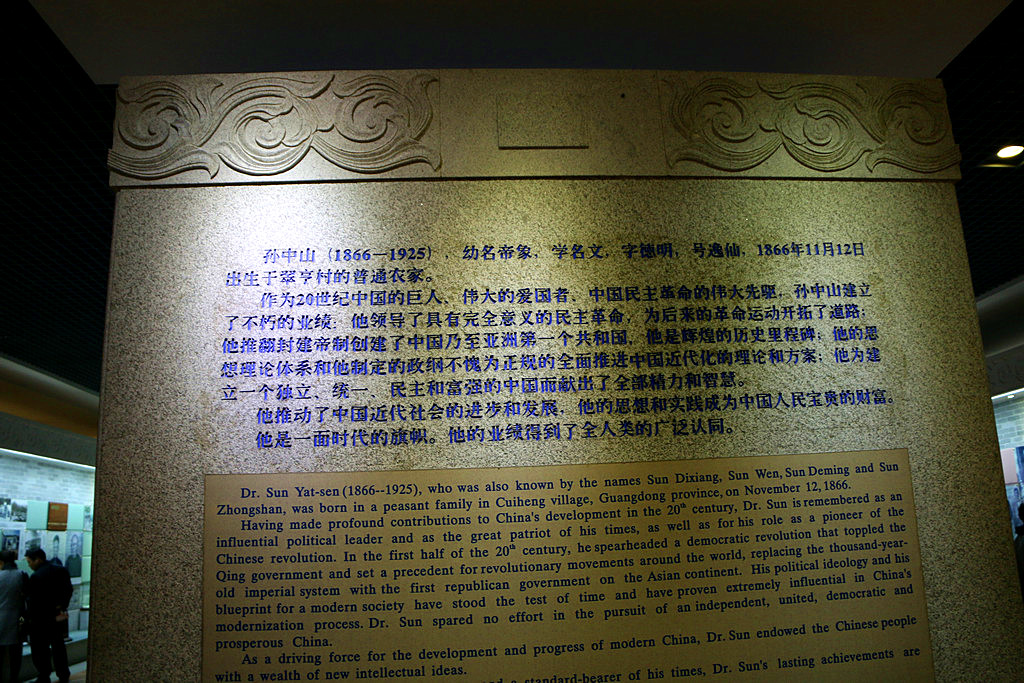 孙中山（1866—1925），幼名帝象，学名文，字德明，号逸仙，1866年11月12日
出生于翠亨村的普通农家。
作为20世纪中国的巨人、伟大的爱国者、中国民主革命的伟大先驱，孙中山建立
了不朽的业绩：他领导了具有完全意义的民主革命，为后来的革命运动开拓了道路；
他推翻封建帝制创建了中国乃至亚洲第一个共和国，他是辉煌的历史里程碑；他的思
想理论体系和他制定的政纲不愧为正规的全面推进中国近代化的理论和方案；他为建
立一个独立、统一、民主和富强的中国而献出了全部精力和智慧。
他推动了中国近代社会的进步和发展，他的思想和实践成为中国人民宝贵的财富。
他是一面时代的旗帜。他的业绩得到了全人类的广泛认同。
Dr. Sun Yat-sen (1866--1925), who was also known by the names Sun Dixiang, Sun Wen, Sun Deming and Sun
Zhongshan, was born in a peasant family in Cuiheng village, Guangdong province, on November 12, 1866.
Having made profound contributions to China's development in the 20th century, Dr. Sun is remembered as an
influential political leader and as the great patriot of his times, as well as for his role as a pioneer of the
Chinese revolution. In the first half of the 20th century, he spearheaded a democratic revolution that toppled the
Qing government and set a precedent for revolutionary movements around the world, replacing the thousand-year-
old imperial system with the first republican government on the Asian continent. His political ideology and his
blueprint for a modern society have stood the test of time and have proven extremely influential in China's
modernization process. Dr. Sun spared no effort in the pursuit of an independent, united, democratic and
prosperous China.
As a driving force for the development and progress of modern China, Dr. Sun endowed the Chinese people
with a wealth of new intellectual ideas.
a standard-bearer of his times, Dr. Sun's lasting achievements are